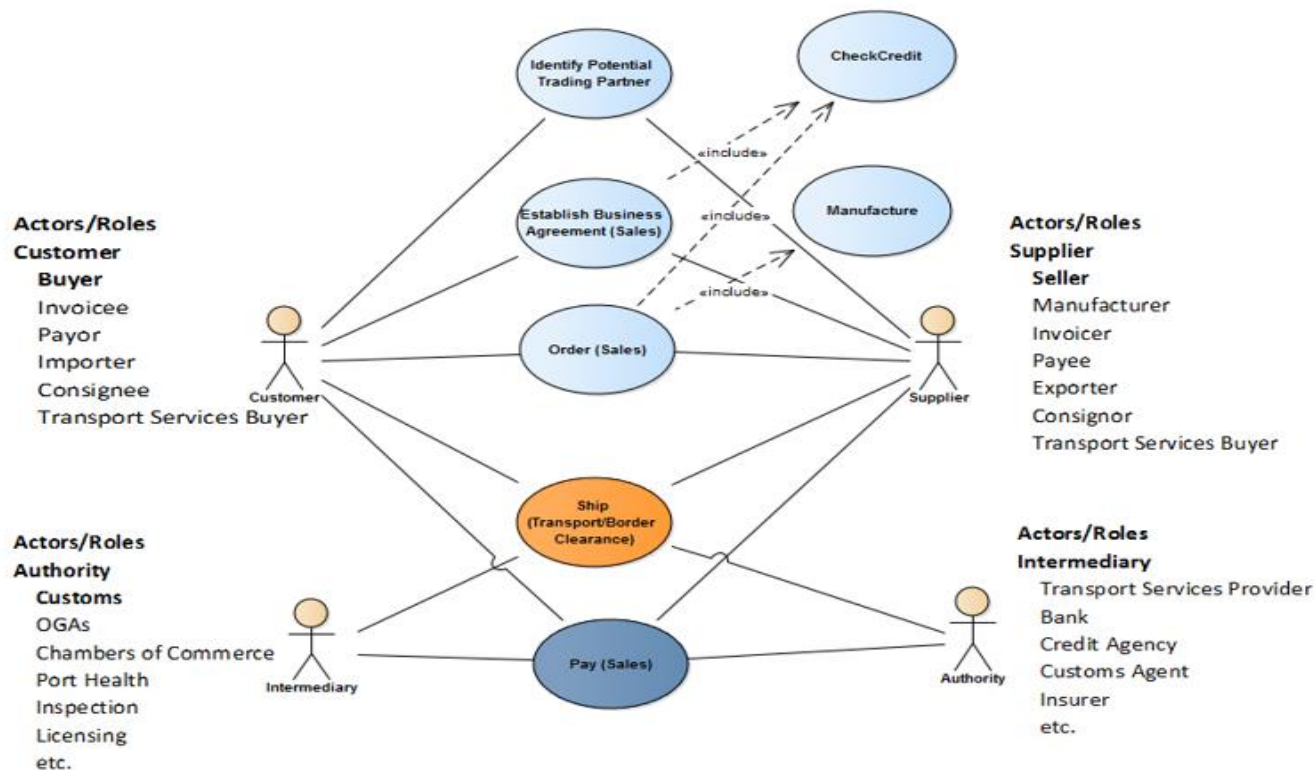 Identify Potential
Trading Partner
CheckCredit
«include»
Establish Business
Agreement (Sales)
«include»
Manufacture
«include»
Order (Sales)
Actors/Roles
Customer
Buyer
Invoicee
Payor
Importer
Consignee
Transport Services Buyer
Customer
Supplier
Actors/Roles
Supplier
Seller
Manufacturer
Invoicer
Payee
Exporter
Consignor
Transport Services Buyer
Ship
(Transport/Border
Clearance)
Actors/Roles
Authority
Customs
OGAs
Chambers of Commerce
Port Health
Inspection
Licensing
etc.
Intermediary
Pay (Sales)
Authority
Actors/Roles
Intermediary
Transport Services Provider
Bank
Credit Agency
Customs Agent
Insurer
etc.